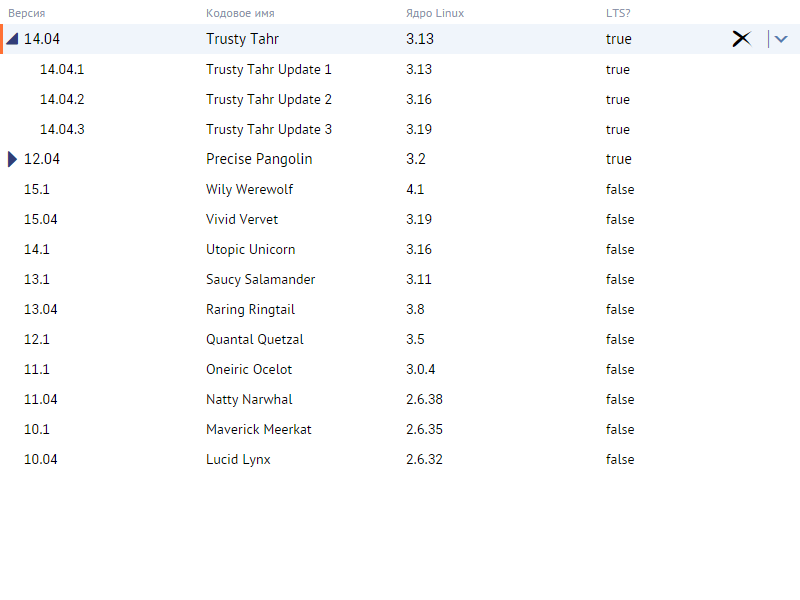 Версия Кодовое имя Ядро Linux LTS?
14.04 Trusty Tahr 3.13 true
14.04.1 Trusty Tahr Update 1 3.13 true
14.04.2 Trusty Tahr Update 2 3.16 true
14.04.3 Trusty Tahr Update 3 3.19 true
12.04 Precise Pangolin 3.2 true
15.1 Wily Werewolf 4.1 false
15.04 Vivid Vervet 3.19 false
14.1 Utopic Unicorn 3.16 false
13.1 Saucy Salamander 3.11 false
13.04 Raring Ringtail 3.8 false
12.1 Quantal Quetzal 3.5 false
11.1 Oneiric Ocelot 3.0.4 false
11.04 Natty Narwhal 2.6.38 false
10.1 Maverick Meerkat 2.6.35 false
10.04 Lucid Lynx 2.6.32 false